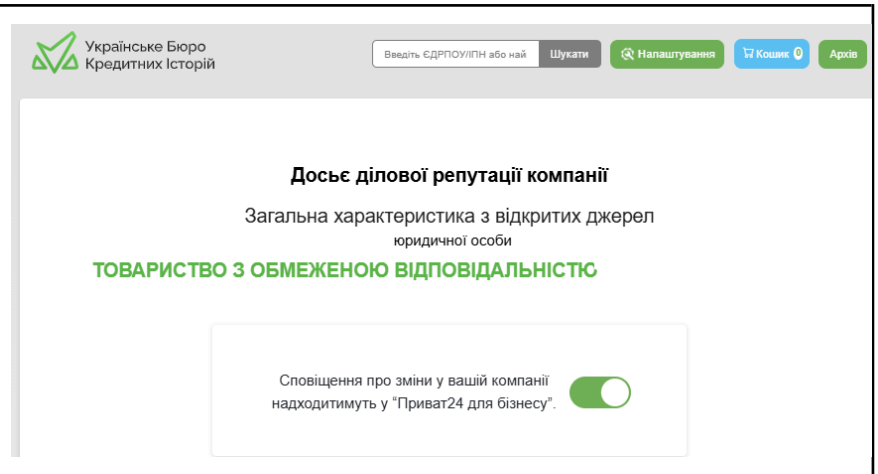 Українське Бюро
Кредитних Історій
Введіть ЄДРПОУ/ІПН або най
Шукати
Налаштування
Кошик 0
Архів
Досьє ділової репутації компанії
Загальна характеристика з відкритих джерел
юридичної особи
ТОВАРИСТВО З ОБМЕЖЕНОЮ ВІДПОВІДАЛЬНІСТЮ
Сповіщення про зміни у вашій компанії
надходитимуть у “Приват24 для бізнесу”.